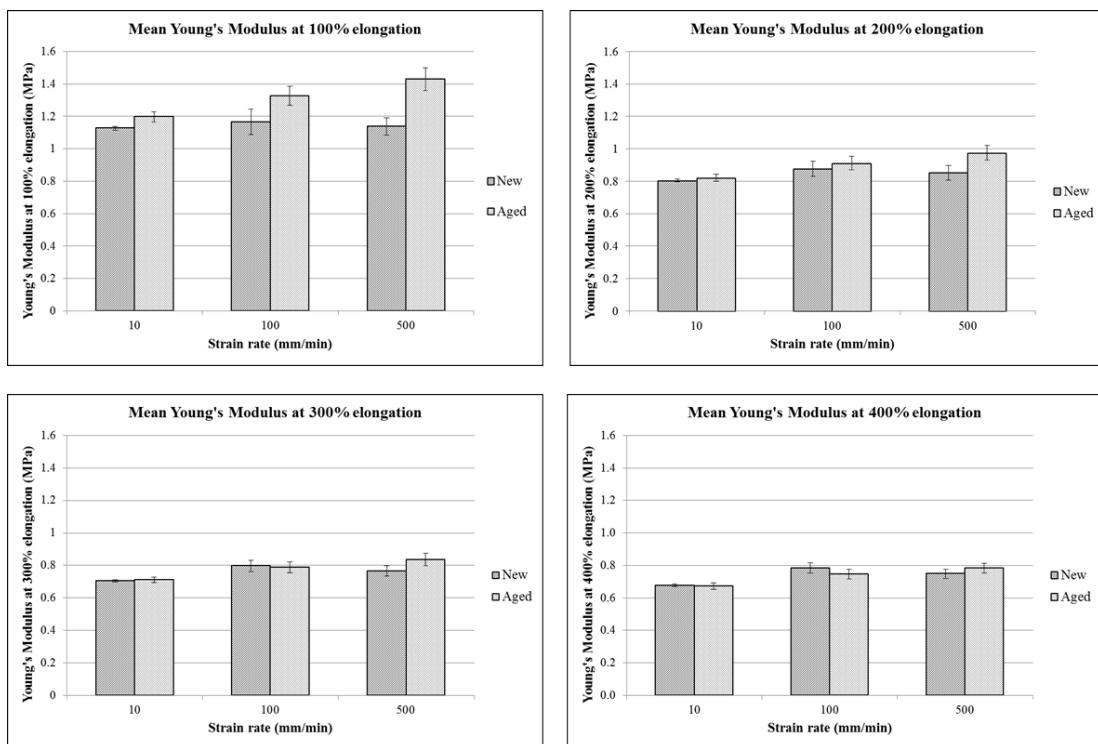 Mean Young's Modulus at 100% elongation
Young's Modulus at 100% elongation (MPa)
1.6
1.4
1.2
1
0.8
0.6
0.4
0.2
0
10
100
500
Strain rate (mm/min)
New
Aged
Mean Young's Modulus at 200% elongation
Young's Modulus at 200% elongation (MPa)
1.6
1.4
1.2
1
0.8
0.6
0.4
0.2
0
10
100
500
Strain rate (mm/min)
New
Aged
Mean Young's Modulus at 300% elongation
Young's Modulus at 300% elongation (MPa)
1.6
1.4
1.2
1
0.8
0.6
0.4
0.2
0
10
100
500
Strain rate (mm/min)
New
Aged
Mean Young's Modulus at 400% elongation
Young's Modulus at 400% elongation (MPa)
1.6
1.4
1.2
1
0.8
0.6
0.4
0.2
0.0
10
100
500
Strain rate (mm/min)
New
Aged